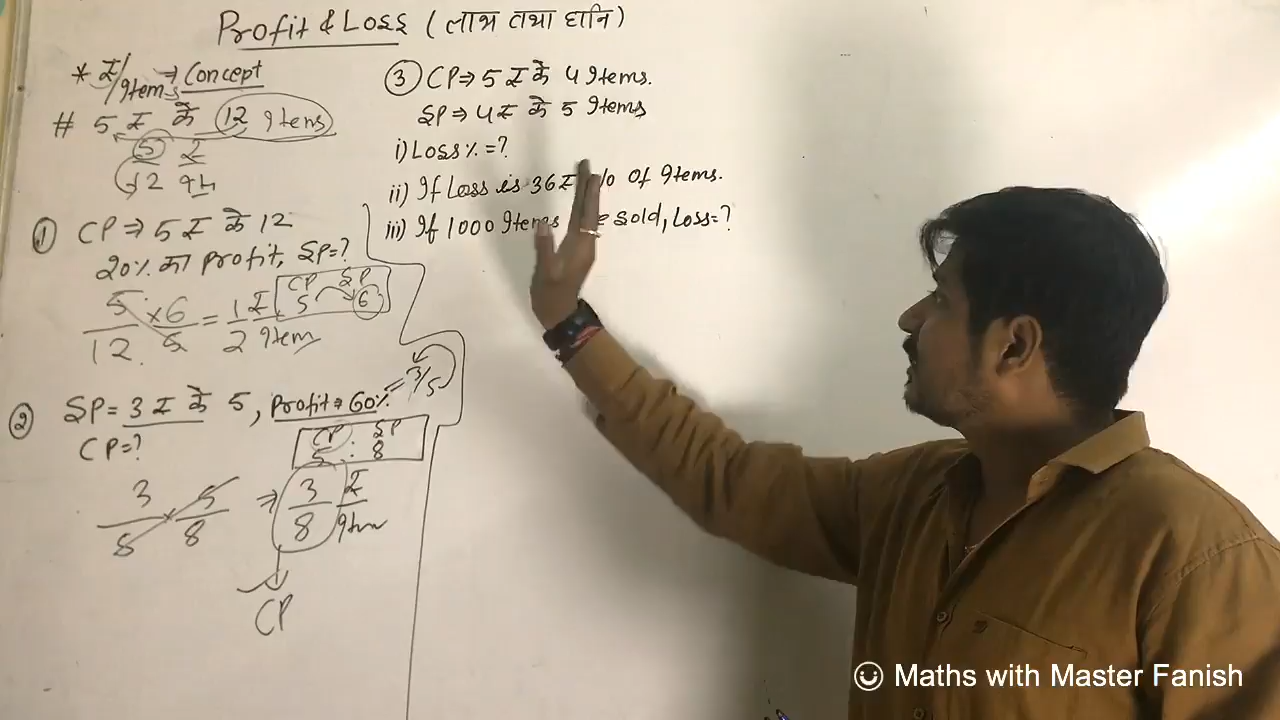 Profit & Loss (लाभ तथा हानि)
* ₹/Items ⇒ Concept
# 5 ₹ के 12 Items
5 ₹
12 It
① CP ⇒ 5 ₹ के 12
20% का Profit, SP=?
CP SP
5 6
5/12 × 6/5 = 1/2 ₹/Item
② SP = 3 ₹ के 5, Profit → 60% = 3/5
CP=?
CP : SP
5 : 8
3/5 × 5/8 ⇒ 3/8 ₹/Item
CP
③ CP ⇒ 5 ₹ के 4 Items.
SP ⇒ 4 ₹ के 5 Items
i) Loss% = ?
ii) If Loss is 36 ₹ of Items.
iii) If 1000 Items sold, Loss=?
Maths with Master Fanish